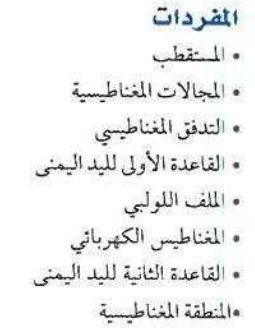 المفردات
• المستقطب
• المجالات المغناطيسية
• التدفق المغناطيسي
• القاعدة الأولى لليد اليمنى
• الملف اللولبي
• المغناطيس الكهربائي
• القاعدة الثانية لليد اليمنى
•المنطقة المغناطيسية